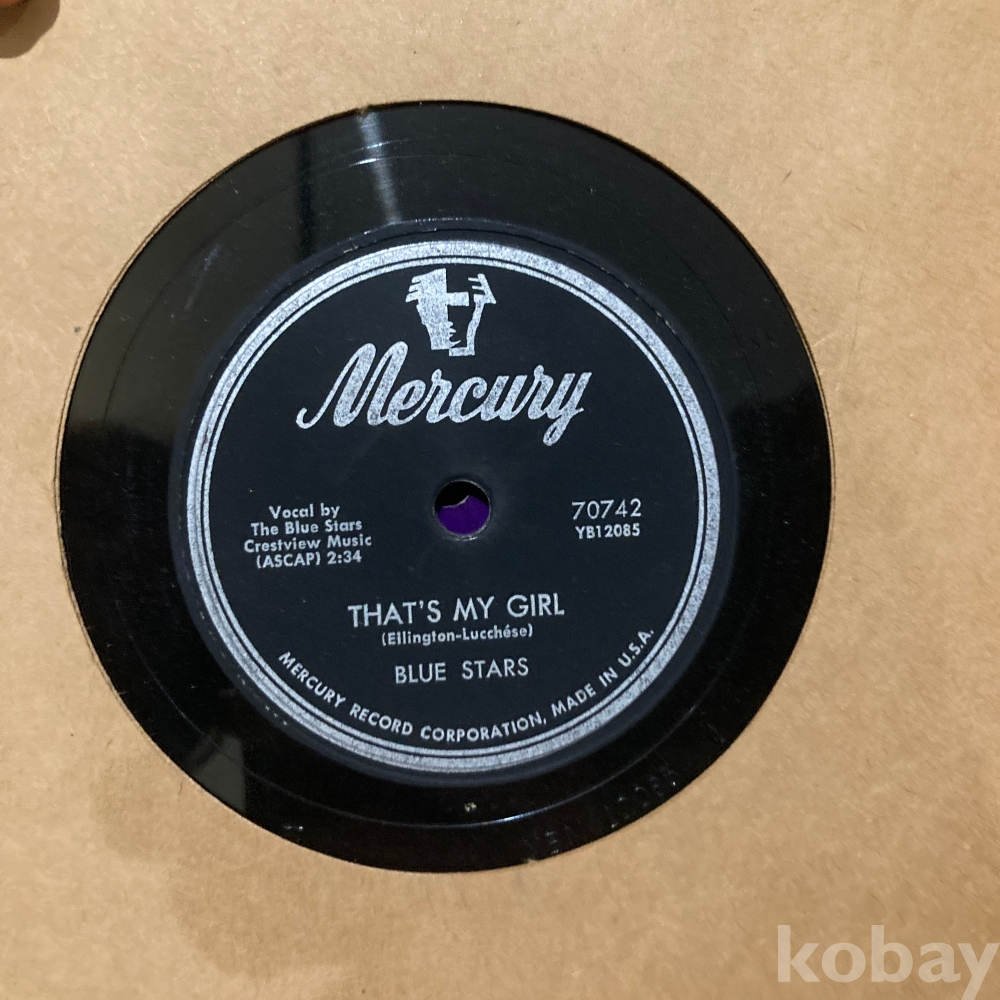 Mercury
Vocal by
The Blue Stars
Crestview Music
(ASCAP) 2:34
70742
YB12085
THAT'S MY GIRL
(Ellington-Lucchése)
BLUE STARS
MERCURY RECORD CORPORATION, MADE IN U.S.A.
kobay